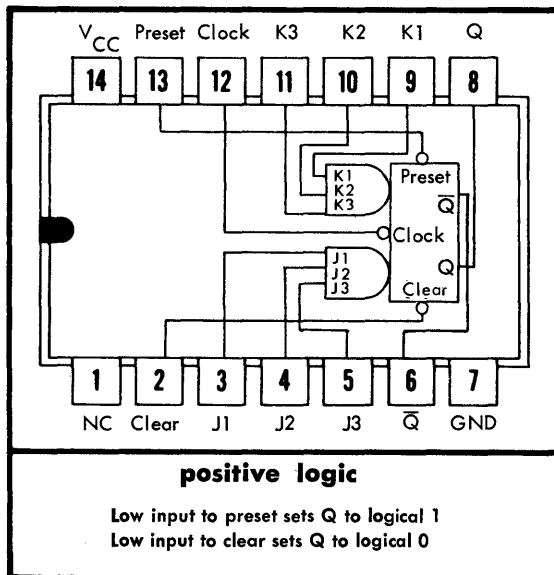 VCC Preset Clock K3 K2 K1 Q
14 13 12 11 10 9 8
K1
K2
K3
Preset
Q̅
Clock
J1
J2
J3
Q
Clear
1 2 3 4 5 6 7
NC Clear J1 J2 J3 Q̅ GND
positive logic
Low input to preset sets Q to logical 1
Low input to clear sets Q to logical 0